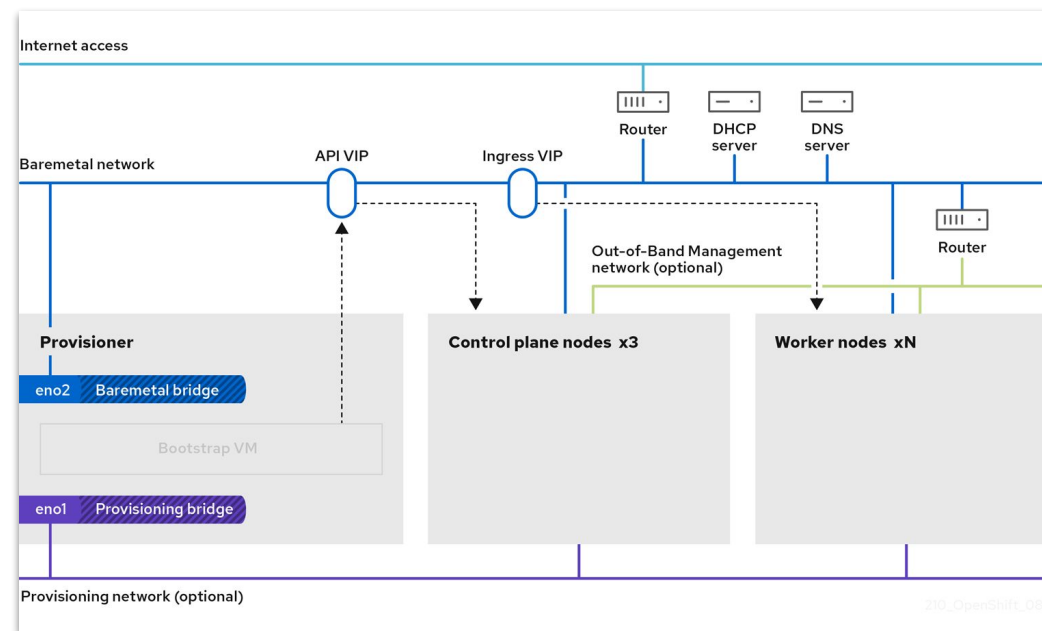 Internet access
Router
DHCP
server
DNS
server
Baremetal network
API VIP
Ingress VIP
Router
Out-of-Band Management
network (optional)
Provisioner
Control plane nodes x3
Worker nodes xN
eno2
Baremetal bridge
Bootstrap VM
eno1
Provisioning bridge
Provisioning network (optional)
210_OpenShift_08